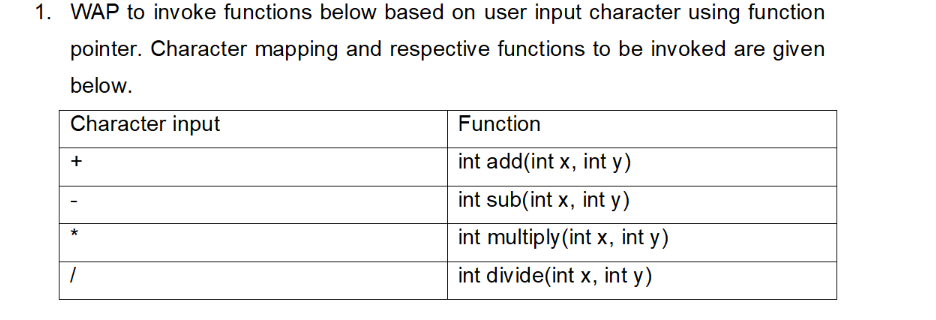 1. WAP to invoke functions below based on user input character using function
pointer. Character mapping and respective functions to be invoked are given
below.
Character input Function
+ int add(int x, int y)
- int sub(int x, int y)
* int multiply(int x, int y)
/ int divide(int x, int y)